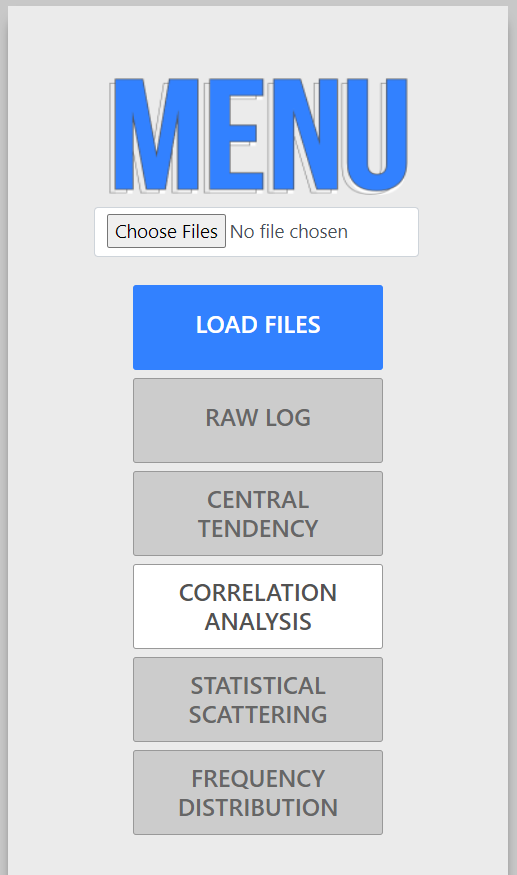 MENU
Choose Files No file chosen
LOAD FILES
RAW LOG
CENTRAL
TENDENCY
CORRELATION
ANALYSIS
STATISTICAL
SCATTERING
FREQUENCY
DISTRIBUTION